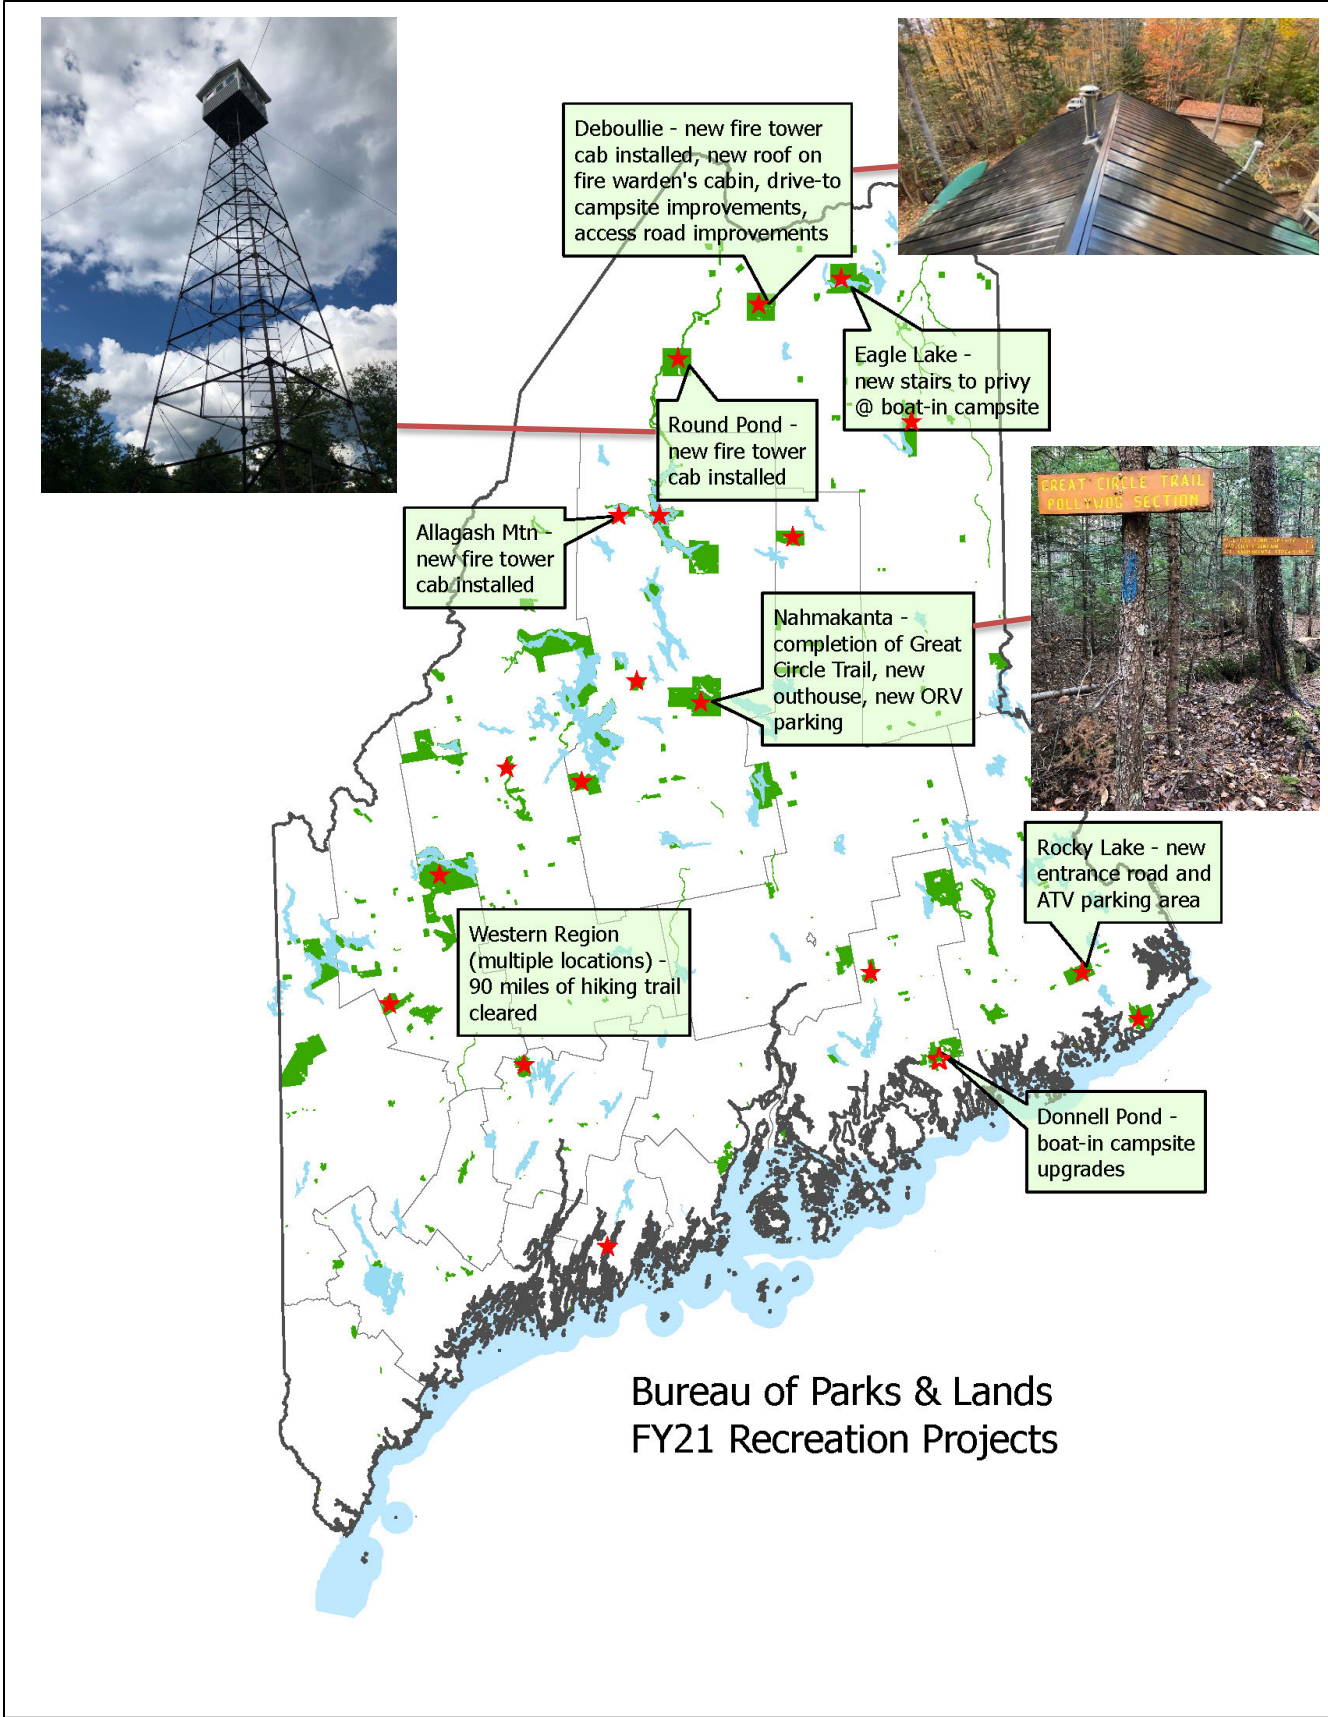 Deboullie - new fire tower
cab installed, new roof on
fire warden's cabin, drive-to
campsite improvements,
access road improvements
Eagle Lake -
new stairs to privy
@ boat-in campsite
Round Pond -
new fire tower
cab installed
GREAT CIRCLE TRAIL
POLLYWOG SECTION
Allagash Mtn -
new fire tower
cab installed
Nahmakanta -
completion of Great
Circle Trail, new
outhouse, new ORV
parking
Rocky Lake - new
entrance road and
ATV parking area
Western Region
(multiple locations) -
90 miles of hiking trail
cleared
Donnell Pond -
boat-in campsite
upgrades
Bureau of Parks & Lands
FY21 Recreation Projects